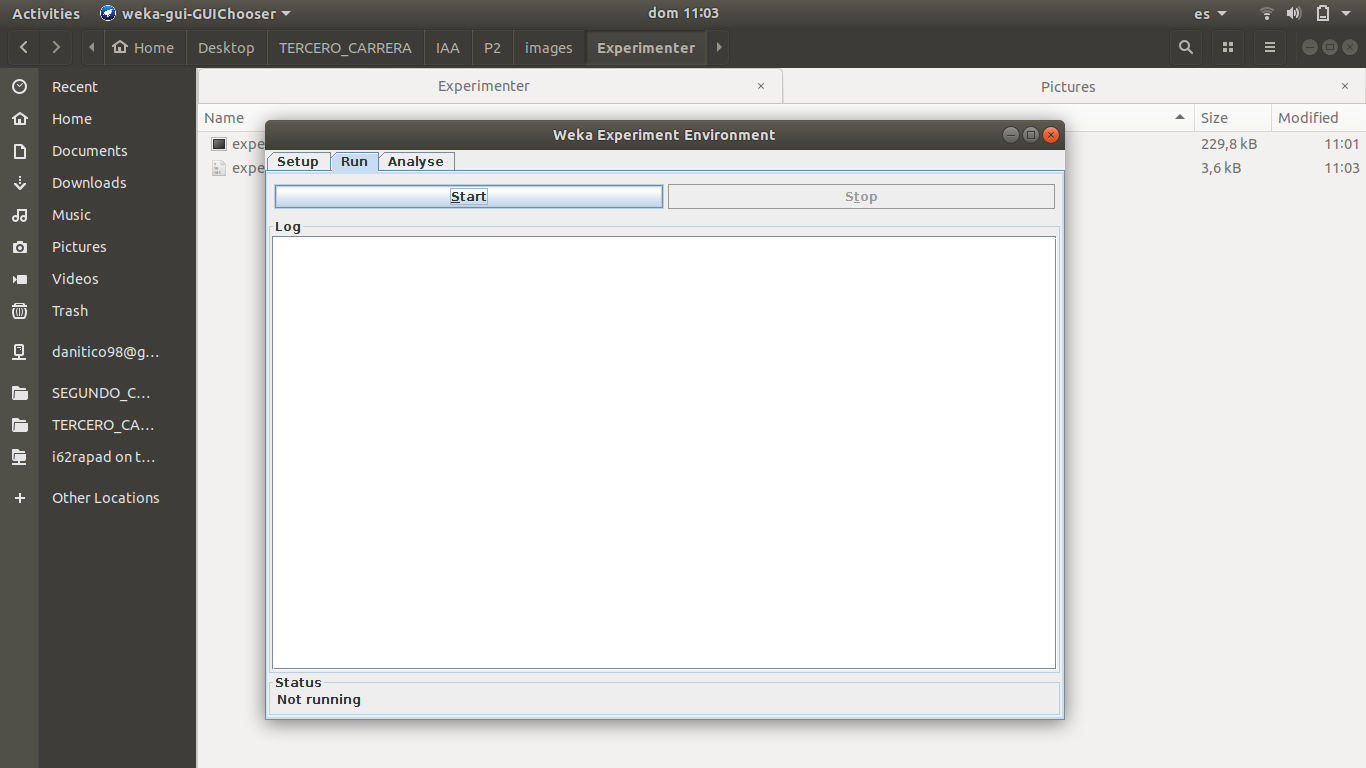 Activities weka-gui-GUIChooser dom 11:03 es
Home Desktop TERCERO_CARRERA IAA P2 images Experimenter
Recent
Home
Documents
Downloads
Music
Pictures
Videos
Trash
danitico98@g...
SEGUNDO_C...
TERCERO_CA...
i62rapad on t...
Other Locations
Experimenter × Pictures ×
Name Size Modified
expe 229,8 kB 11:01
expe 3,6 kB 11:03
Weka Experiment Environment
Setup Run Analyse
Start Stop
Log
Status
Not running